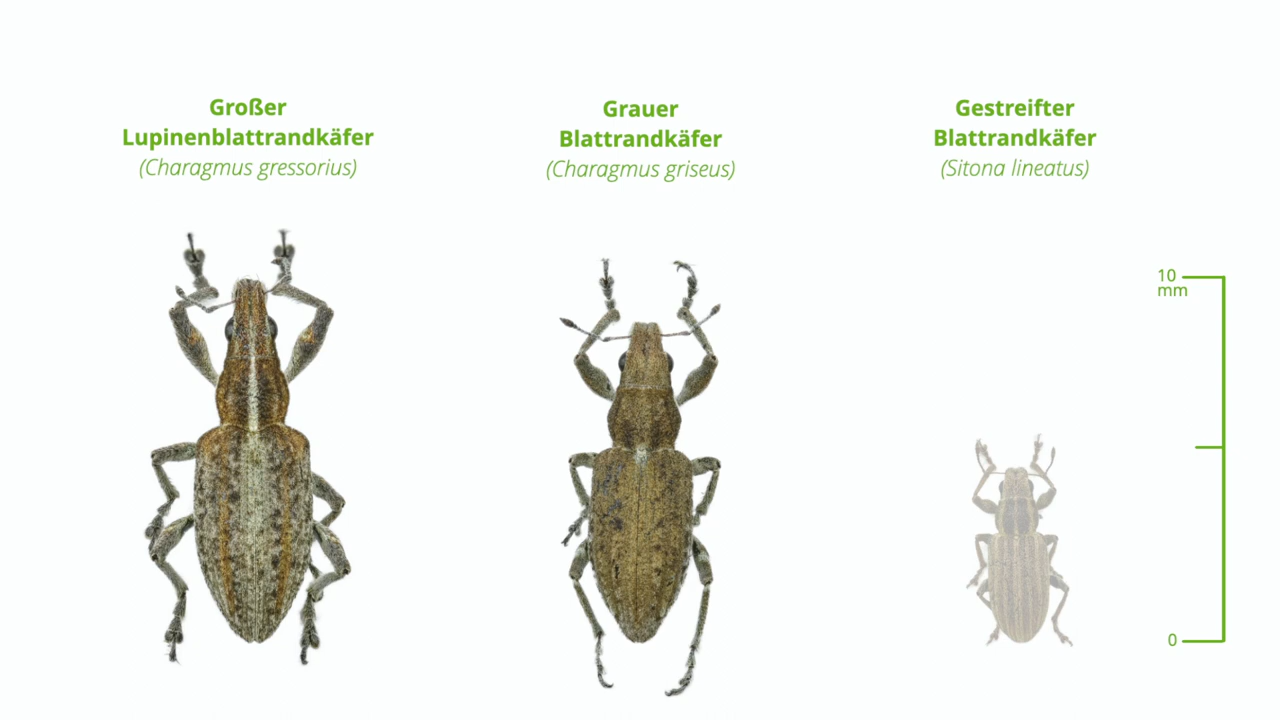 Großer
Lupinenblattrandkäfer
(Charagmus gressorius)
Grauer
Blattrandkäfer
(Charagmus griseus)
Gestreifter
Blattrandkäfer
(Sitona lineatus)
10
mm
0